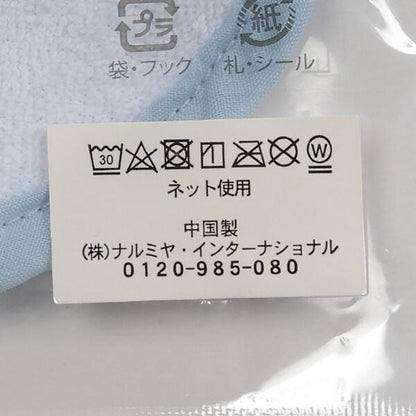 プラ
紙
袋・フック
札・シール
30 W
ネット使用
中国製
(株)ナルミヤ・インターナショナル
0120-985-080